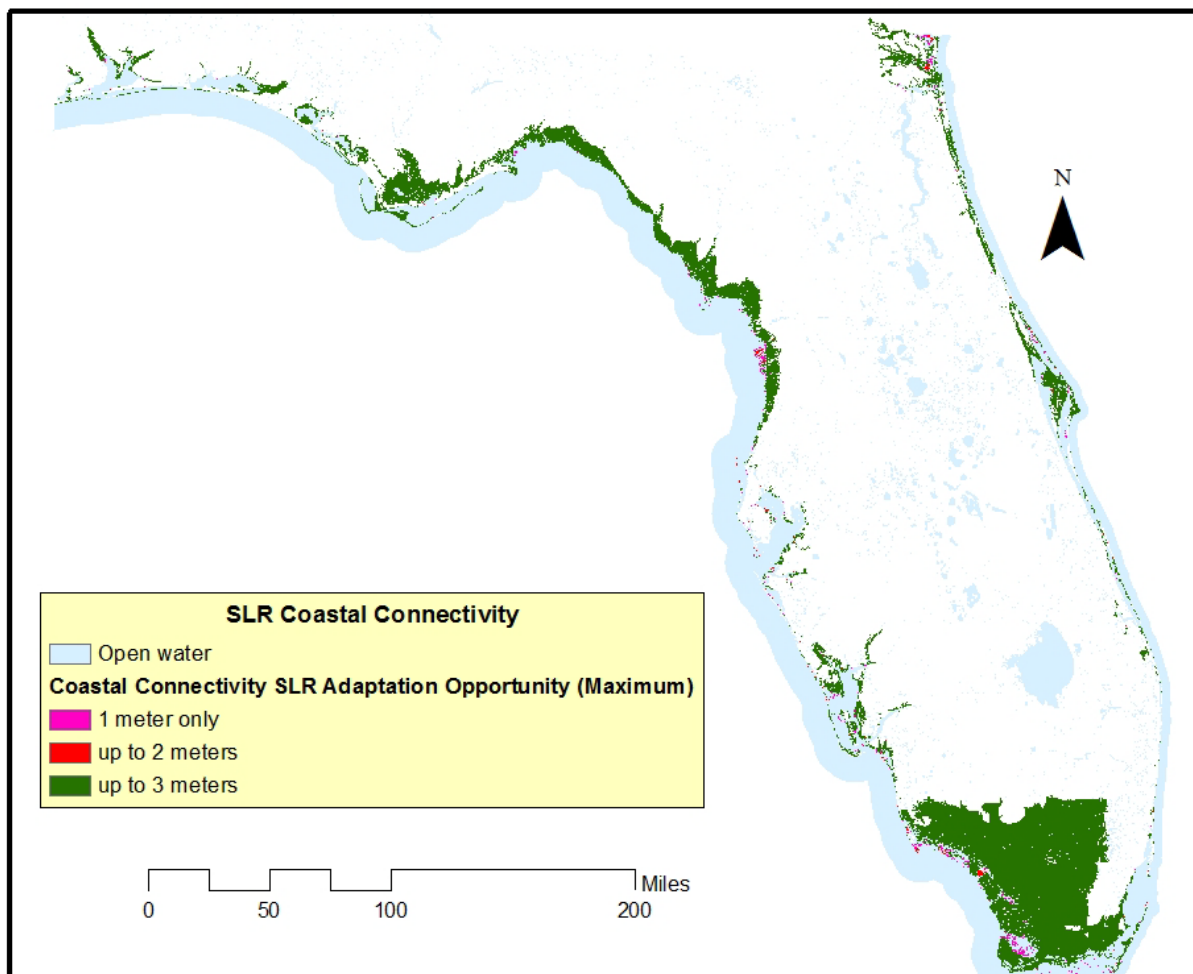 N
SLR Coastal Connectivity
Open water
Coastal Connectivity SLR Adaptation Opportunity (Maximum)
1 meter only
up to 2 meters
up to 3 meters
Miles
0 50 100 200